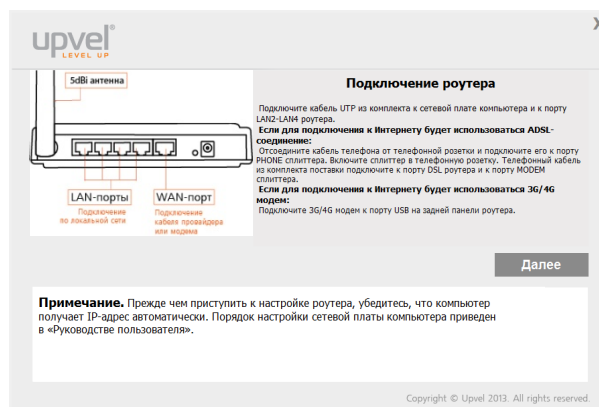 upvel®
LEVEL UP
5dBi антенна
LAN-порты
Подключение
по локальной сети
WAN-порт
Подключение
кабеля провайдера
или модема
Подключение роутера
Подключите кабель UTP из комплекта к сетевой плате компьютера и к порту
LAN2-LAN4 роутера.
Если для подключения к Интернету будет использоваться ADSL-
соединение:
Отсоедините кабель телефона от телефонной розетки и подключите его к порту
PHONE сплиттера. Включите сплиттер в телефонную розетку. Телефонный кабель
из комплекта поставки подключите к порту DSL роутера и к порту MODEM
сплиттера.
Если для подключения к Интернету будет использоваться 3G/4G
модем:
Подключите 3G/4G модем к порту USB на задней панели роутера.
Далее
Примечание. Прежде чем приступить к настройке роутера, убедитесь, что компьютер
получает IP-адрес автоматически. Порядок настройки сетевой платы компьютера приведен
в «Руководстве пользователя».
Copyright © Upvel 2013. All rights reserved.